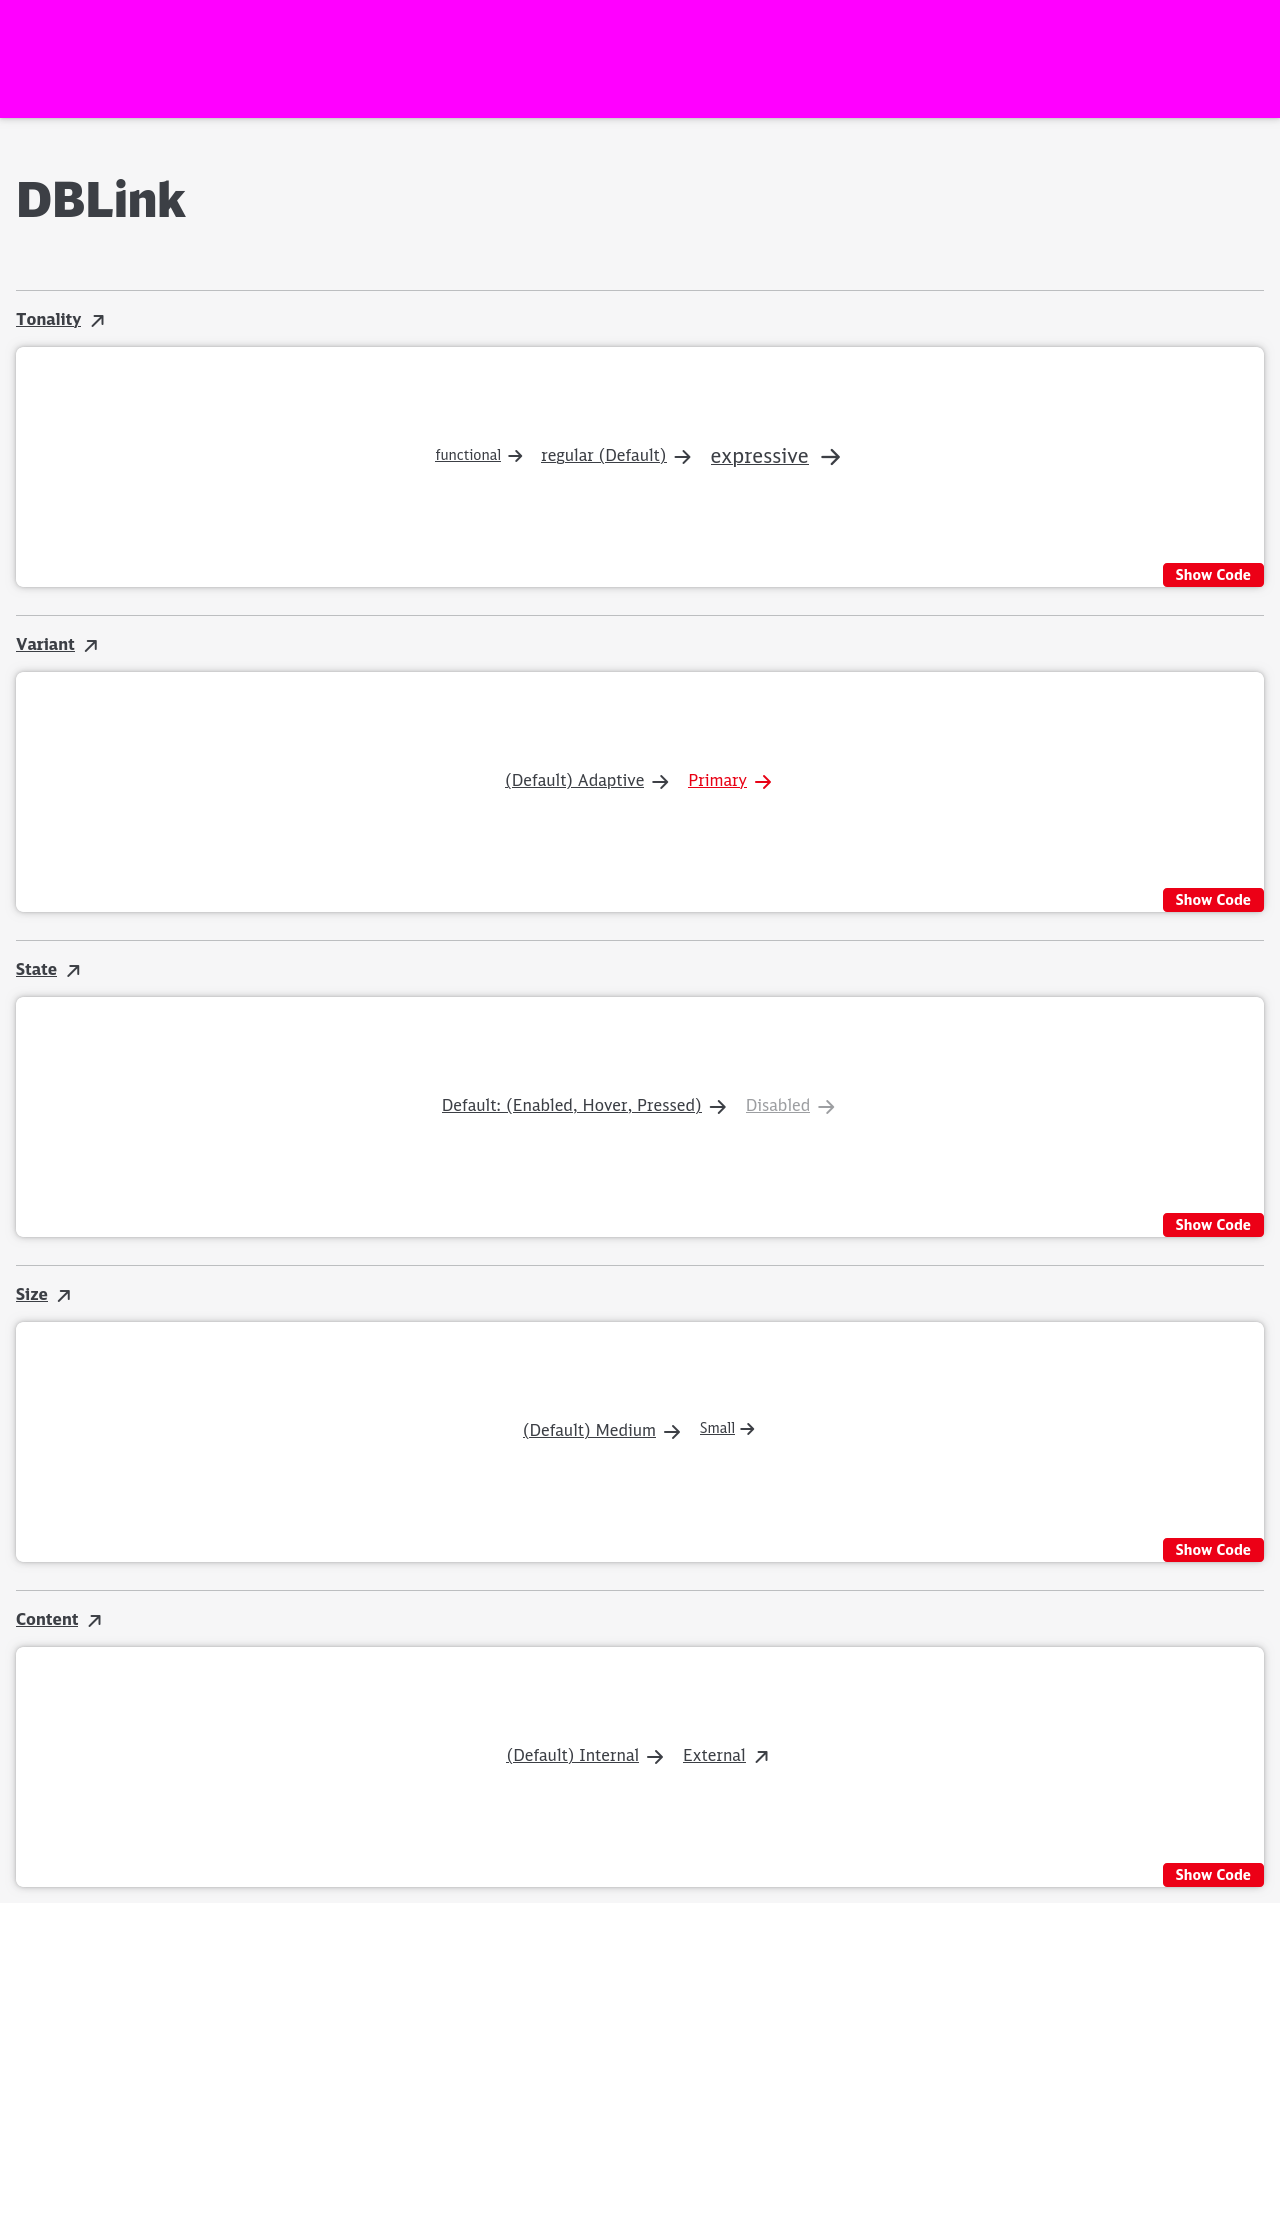 DBLink
Tonality
functional regular (Default) expressive
Show Code
Variant
(Default) Adaptive Primary
Show Code
State
Default: (Enabled, Hover, Pressed) Disabled
Show Code
Size
(Default) Medium Small
Show Code
Content
(Default) Internal External
Show Code